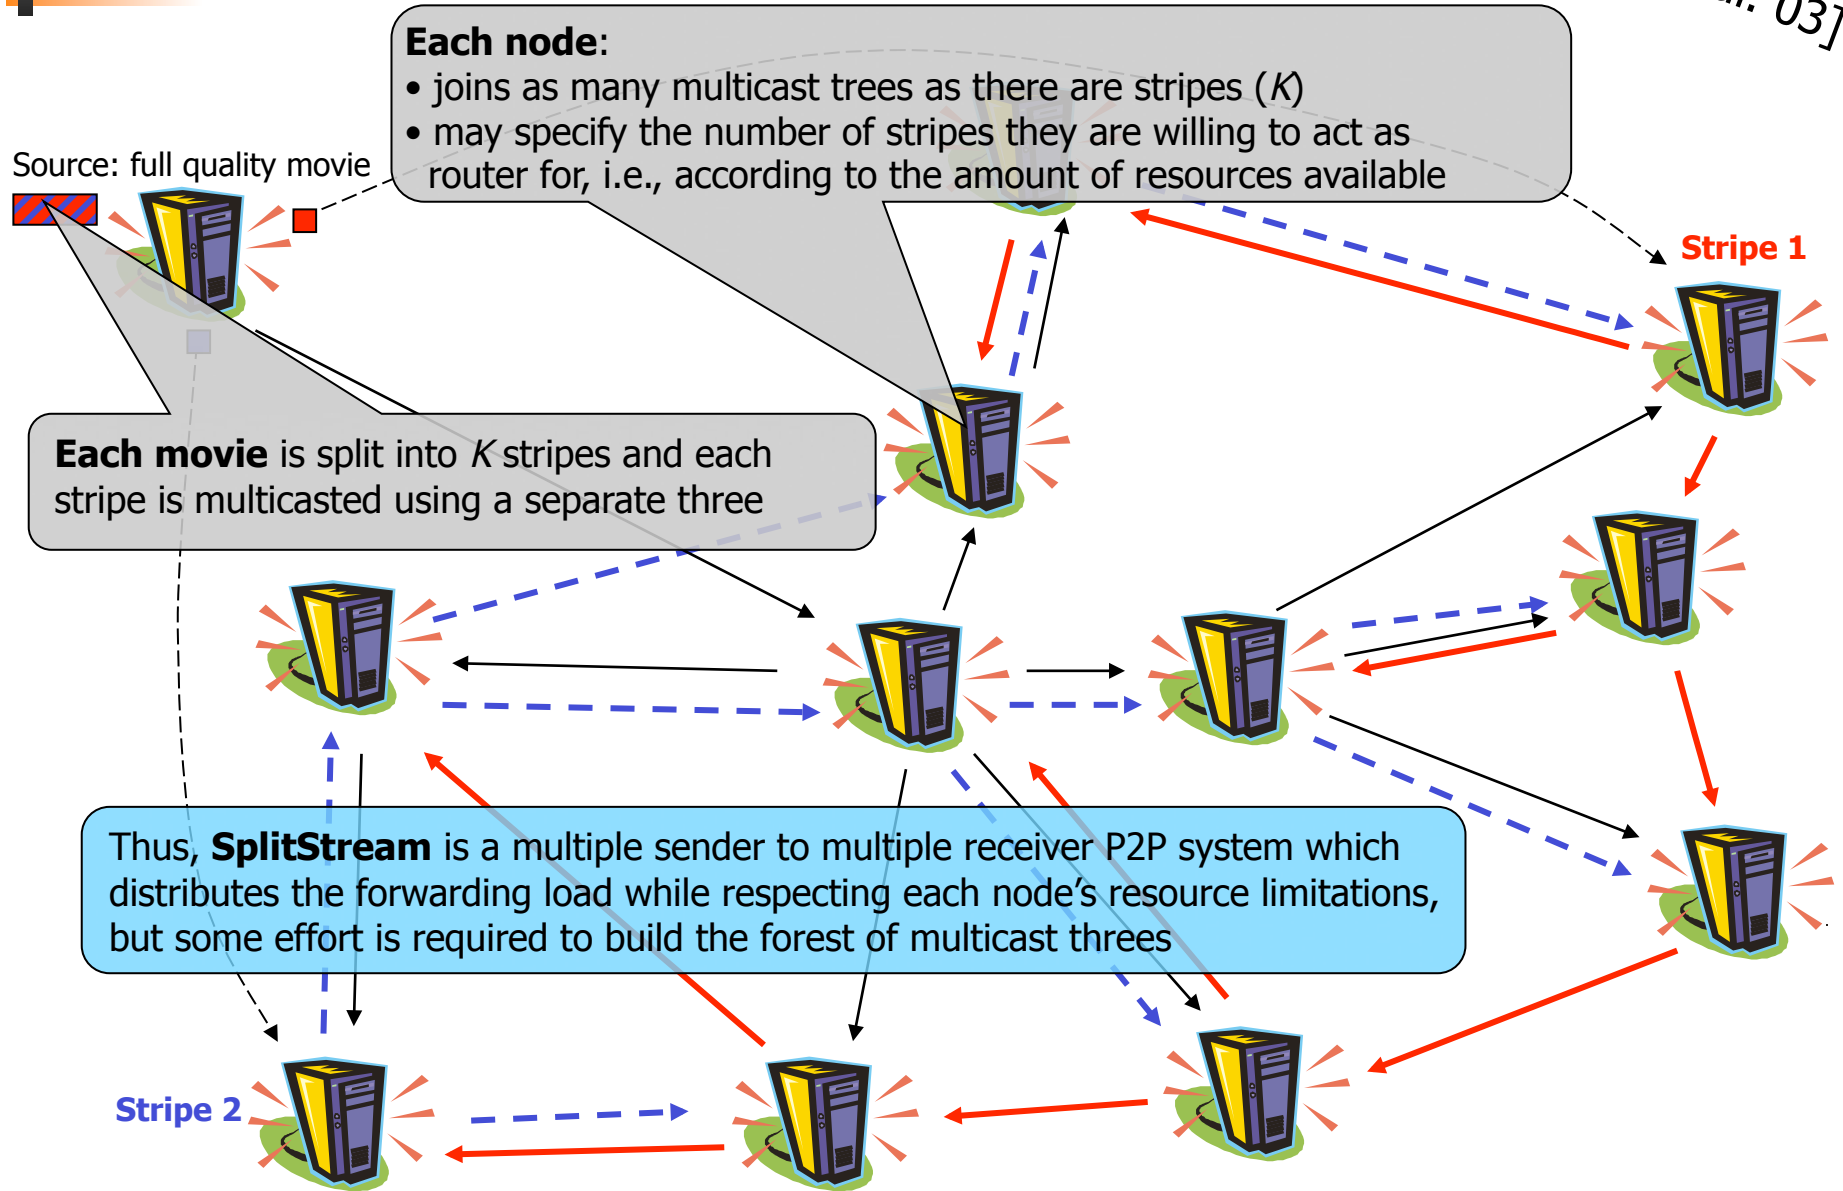 03]
Each node:
• joins as many multicast trees as there are stripes (K)
• may specify the number of stripes they are willing to act as
router for, i.e., according to the amount of resources available
Source: full quality movie
Stripe 1
Each movie is split into K stripes and each
stripe is multicasted using a separate three
Thus, SplitStream is a multiple sender to multiple receiver P2P system which
distributes the forwarding load while respecting each node's resource limitations,
but some effort is required to build the forest of multicast threes
Stripe 2